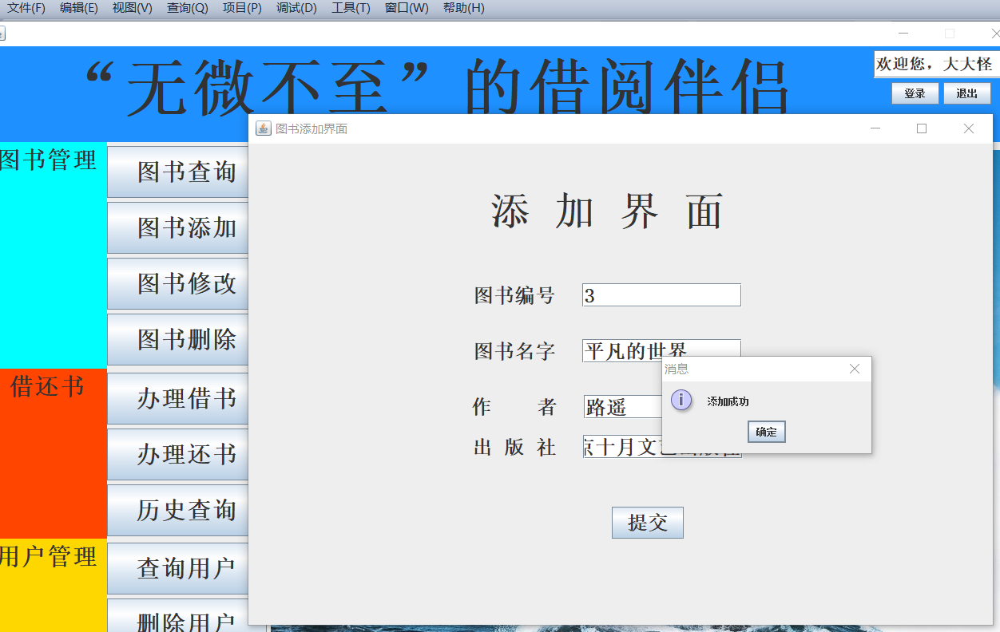 文件(F) 编辑(E) 视图(V) 查询(Q) 项目(P) 调试(D) 工具(T) 窗口(W) 帮助(H)
“无微不至”的借阅伴侣
欢迎您，大大怪
登录 退出
图书管理
图书查询
图书添加
图书修改
图书删除
借还书
办理借书
办理还书
历史查询
用户管理
查询用户
删除用户
图书添加界面
添 加 界 面
图书编号 3
图书名字 平凡的世界
作 者 路遥
出 版 社 京十月文艺出版社
提交
消息
添加成功
确定